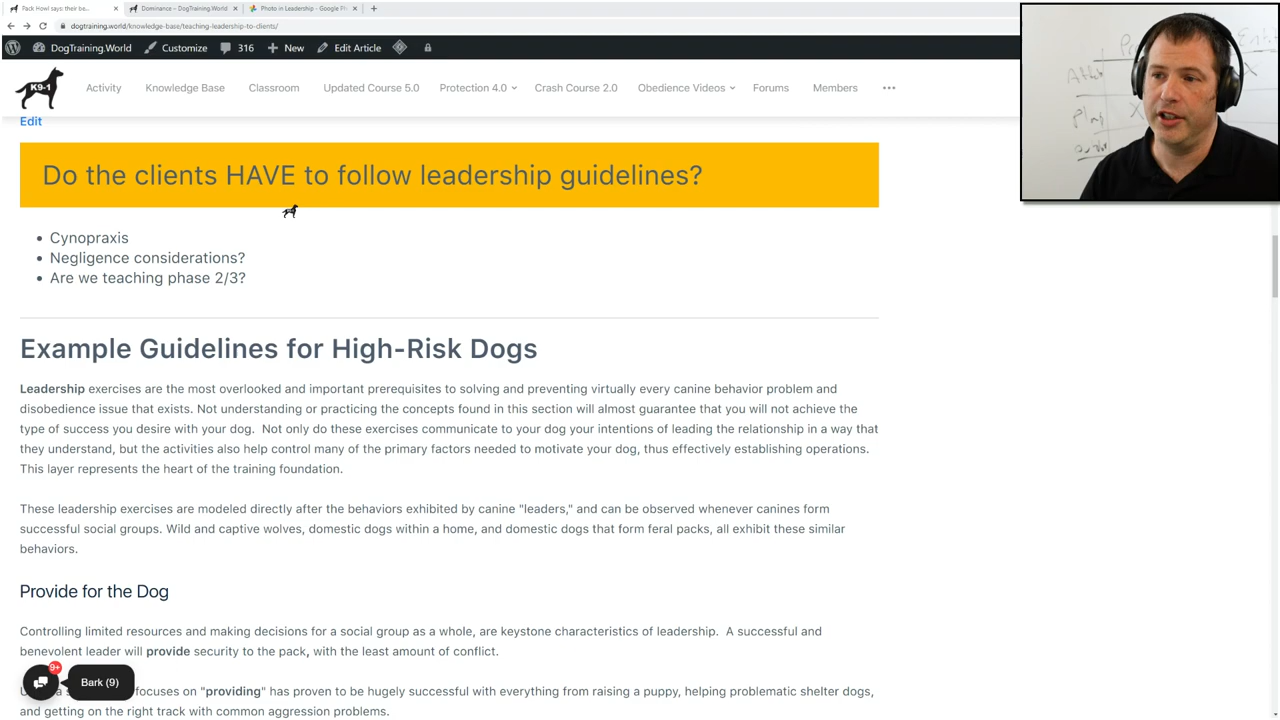 Pack Howl says: their be...
Dominance – DogTraining.World
Photo in Leadership - Google Ph
dogtraining.world/knowledge-base/teaching-leadership-to-clients/
DogTraining.World Customize 316 New Edit Article
K9-1 Activity Knowledge Base Classroom Updated Course 5.0 Protection 4.0 Crash Course 2.0 Obedience Videos Forums Members
Edit
Do the clients HAVE to follow leadership guidelines?
• Cynopraxis
• Negligence considerations?
• Are we teaching phase 2/3?
Example Guidelines for High-Risk Dogs
Leadership exercises are the most overlooked and important prerequisites to solving and preventing virtually every canine behavior problem and
disobedience issue that exists. Not understanding or practicing the concepts found in this section will almost guarantee that you will not achieve the
type of success you desire with your dog. Not only do these exercises communicate to your dog your intentions of leading the relationship in a way that
they understand, but the activities also help control many of the primary factors needed to motivate your dog, thus effectively establishing operations.
This layer represents the heart of the training foundation.
These leadership exercises are modeled directly after the behaviors exhibited by canine "leaders," and can be observed whenever canines form
successful social groups. Wild and captive wolves, domestic dogs within a home, and domestic dogs that form feral packs, all exhibit these similar
behaviors.
Provide for the Dog
Controlling limited resources and making decisions for a social group as a whole, are keystone characteristics of leadership. A successful and
benevolent leader will provide security to the pack, with the least amount of conflict.
focuses on "providing" has proven to be hugely successful with everything from raising a puppy, helping problematic shelter dogs,
and getting on the right track with common aggression problems.
9+
Bark (9)